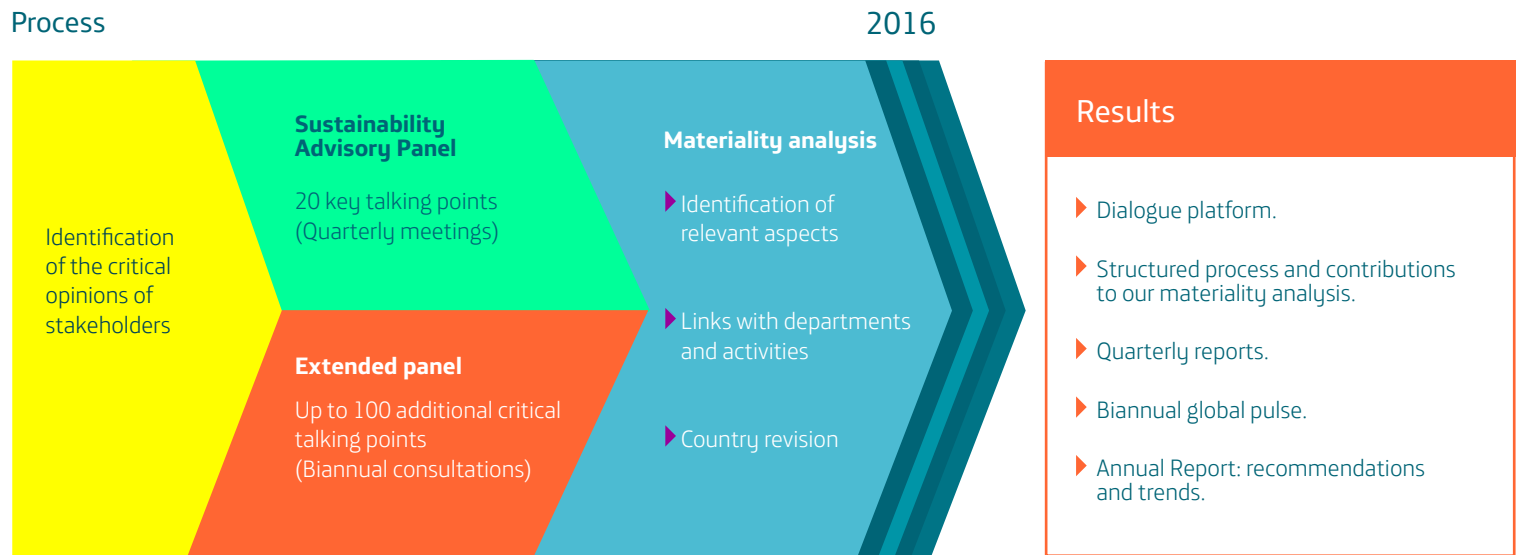 Process
2016
Identification
of the critical
opinions of
stakeholders
Sustainability
Advisory Panel
20 key talking points
(Quarterly meetings)
Extended panel
Up to 100 additional critical
talking points
(Biannual consultations)
Materiality analysis
Identification of
relevant aspects
Links with departments
and activities
Country revision
Results
Dialogue platform.
Structured process and contributions
to our materiality analysis.
Quarterly reports.
Biannual global pulse.
Annual Report: recommendations
and trends.